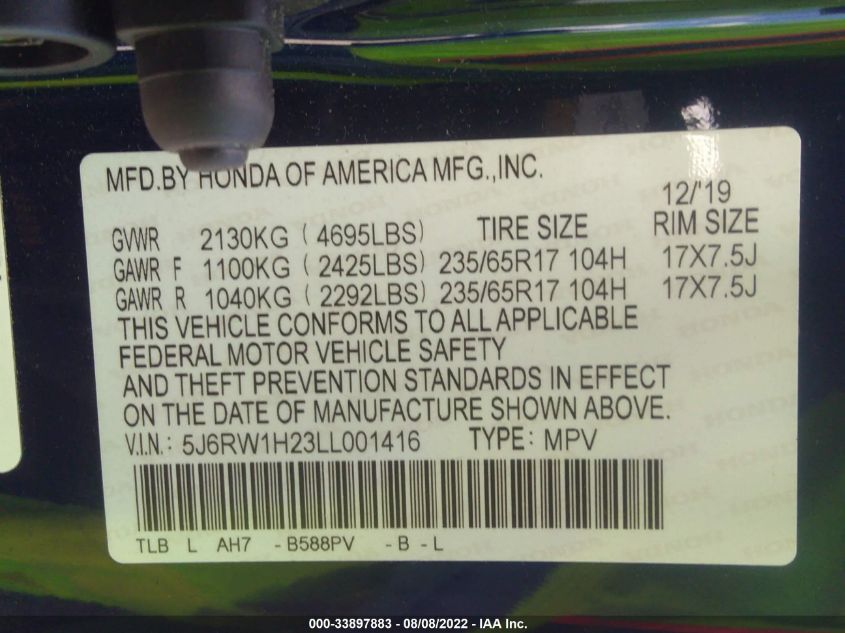 MFD.BY HONDA OF AMERICA MFG.,INC.
12/'19
GVWR 2130KG ( 4695LBS) TIRE SIZE RIM SIZE
GAWR F 1100KG ( 2425LBS) 235/65R17 104H 17X7.5J
GAWR R 1040KG ( 2292LBS) 235/65R17 104H 17X7.5J
THIS VEHICLE CONFORMS TO ALL APPLICABLE
FEDERAL MOTOR VEHICLE SAFETY
AND THEFT PREVENTION STANDARDS IN EFFECT
ON THE DATE OF MANUFACTURE SHOWN ABOVE.
V.I.N.: 5J6RW1H23LL001416 TYPE: MPV
TLB L AH7 - B588PV - B - L
000-33897883 - 08/08/2022 - IAA Inc.